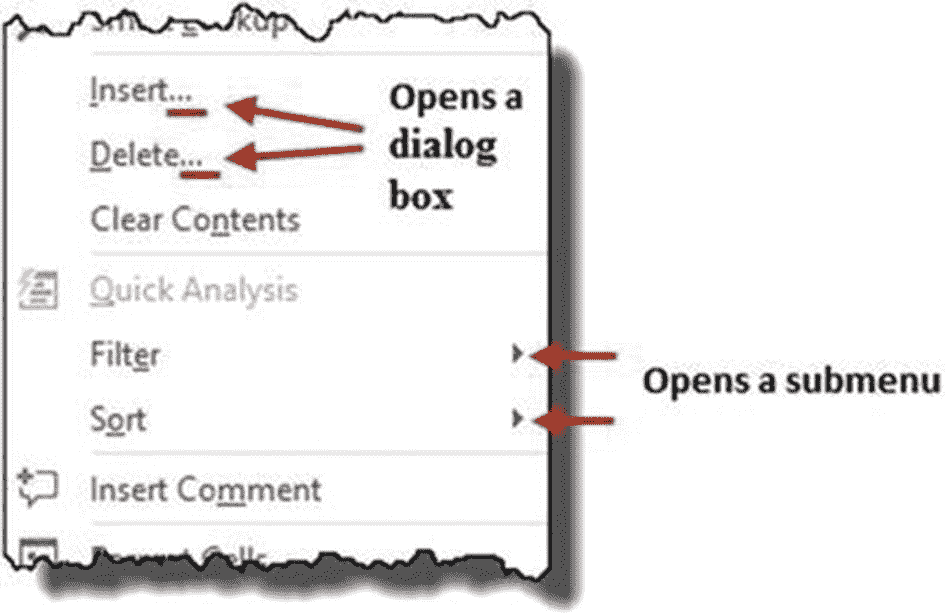 Insert...
Delete...
Opens a
dialog
box
Clear Contents
Quick Analysis
Filter
Sort
Opens a submenu
Insert Comment